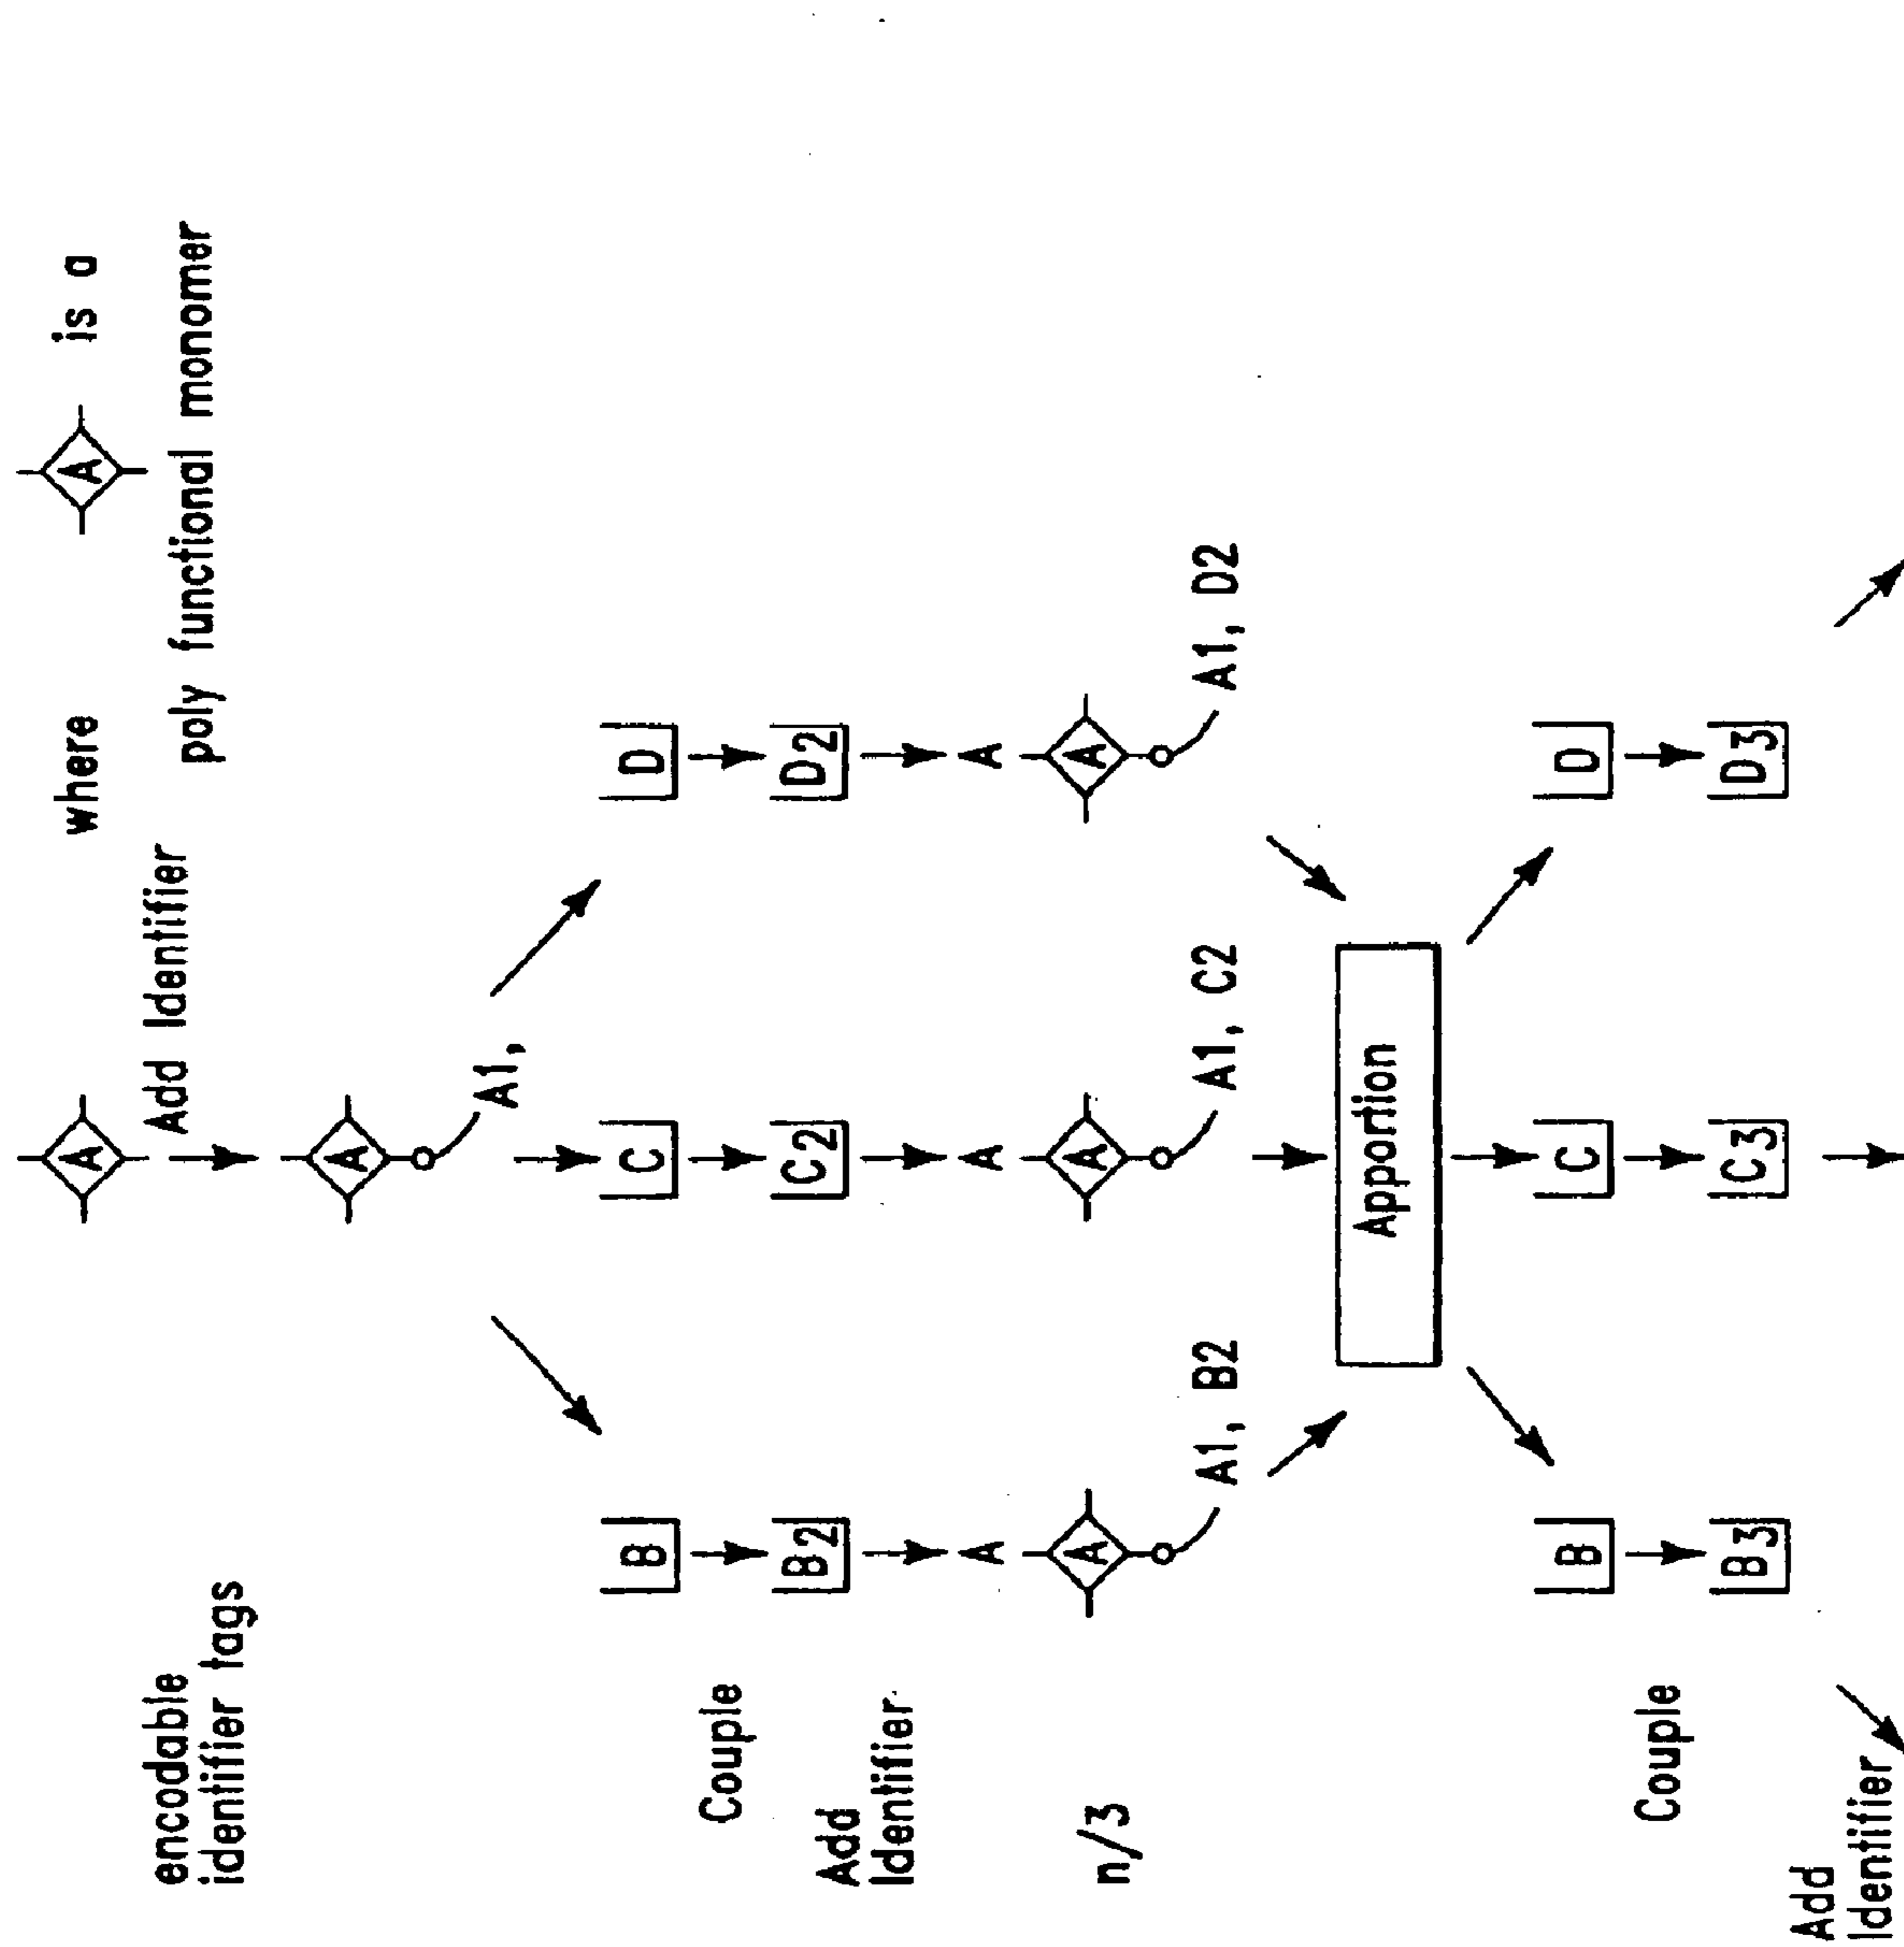 A where A is a
Add Identifier poly functional monomer
encodable
identifier tags
A
A1,
B C D
Couple
B2 C2 D2
Add
Identifier
A A A
n/3 A A A
A1, B2 A1, C2 A1, D2
Apportion
B C D
Couple
B3 C3 D3
Add
Identifier